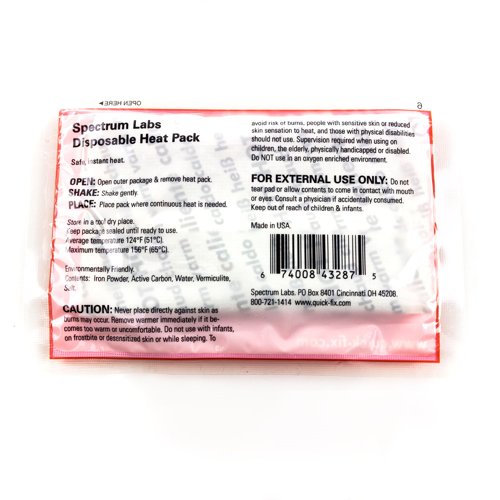 OPEN HERE
6
Spectrum Labs
Disposable Heat Pack
Safe, instant heat.
OPEN: Open outer package & remove heat pack.
SHAKE: Shake gently.
PLACE: Place pack where continuous heat is needed.
Store in a cool dry place.
Keep package sealed until ready to use.
Average temperature 124°F (51°C).
Maximum temperature 156°F (65°C).
Environmentally Friendly.
Contents: Iron Powder, Active Carbon, Water, Vermiculite,
Salt.
CAUTION: Never place directly against skin as
burns may occur. Remove warmer immediately if it be-
comes too warm or uncomfortable. Do not use with infants,
on frostbite or desensitized skin or while sleeping. To
avoid risk of burns, people with sensitive skin or reduced
skin sensation to heat, and those with physical disabilities
should not use. Supervision required when using on
children, the elderly, physically handicapped or disabled.
Do NOT use in an oxygen enriched environment.
FOR EXTERNAL USE ONLY: Do not
tear pad or allow contents to come in contact with mouth
or eyes. Consult a physician if accidentally consumed.
Keep out of reach of children & infants.
Made in USA.
6 74008 43287 5
Spectrum Labs. PO Box 8401 Cincinnati OH 45208.
800-721-1414 www.quick-fix.com